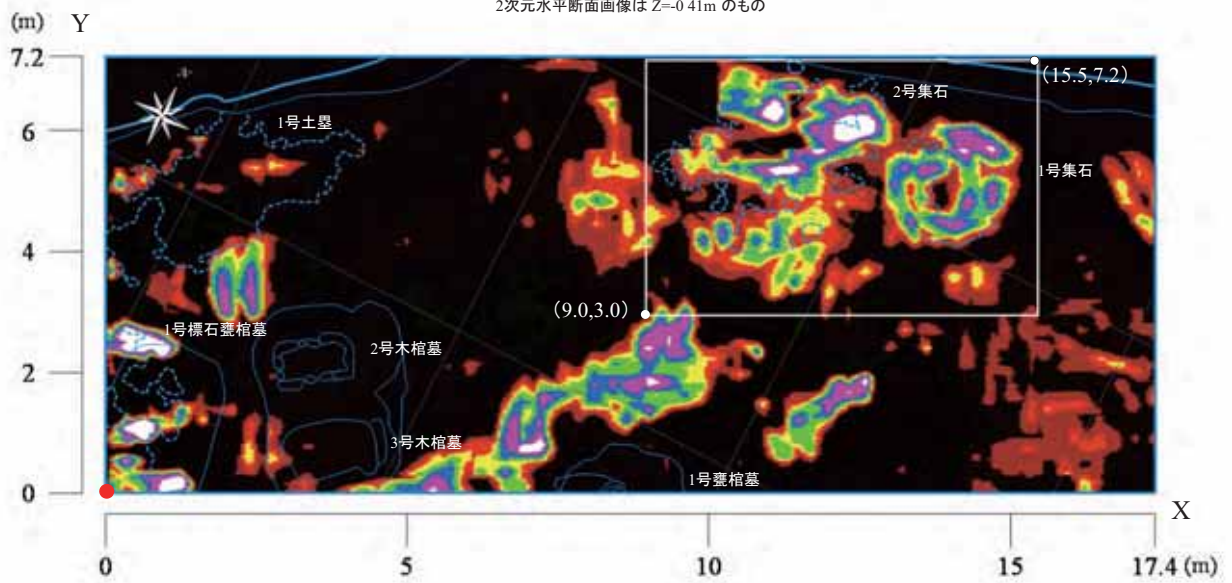 2次元水平断面画像は Z=-0 41m のもの
(m) Y
7.2
6
4
2
0
(15.5,7.2)
2号集石
1号土塁
1号集石
(9.0,3.0)
1号標石甕棺墓
2号木棺墓
3号木棺墓
1号甕棺墓
X
0 5 10 15 17.4 (m)